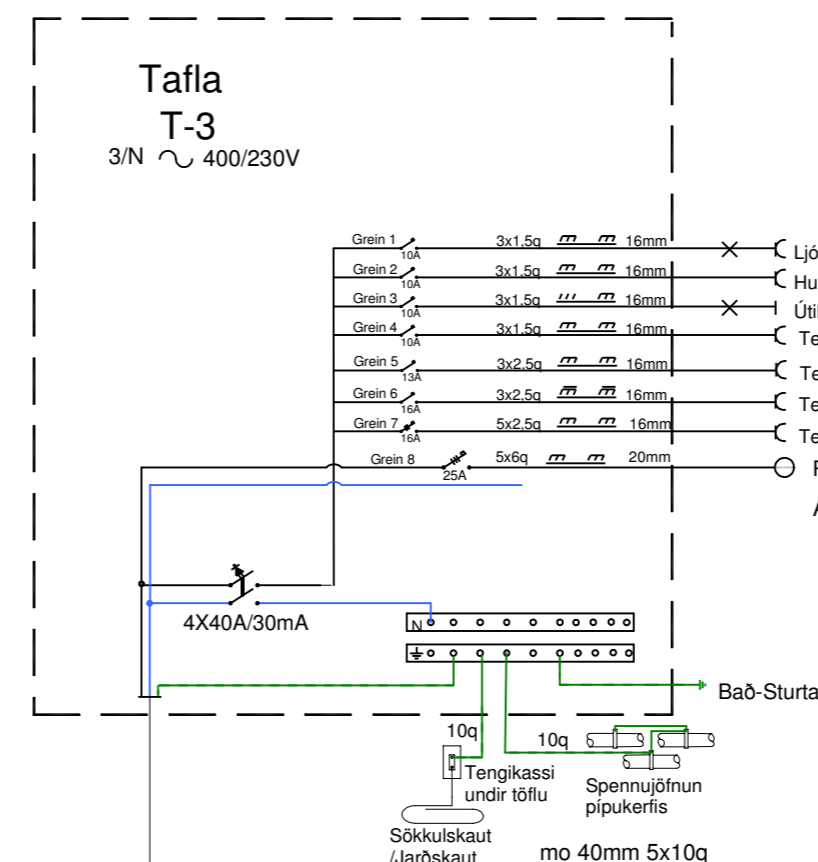 Tafla
T-3
3/N 400/230V
Grein 1 10A 3x1,5q 16mm Ljó
Grein 2 10A 3x1,5q 16mm Hu
Grein 3 10A 3x1,5q 16mm Úti
Grein 4 10A 3x1,5q 16mm Te
Grein 5 13A 3x2,5q 16mm Te
Grein 6 16A 3x2,5q 16mm Te
Grein 7 16A 5x2,5q 16mm Te
Grein 8 25A 5x6q 20mm
4X40A/30mA
N
Bað-Sturta
10q
10q
Tengikassi
undir töflu
Spennujöfnun
pípukerfis
Sökkulskaut
/Jarðskaut
mo 40mm 5x10q